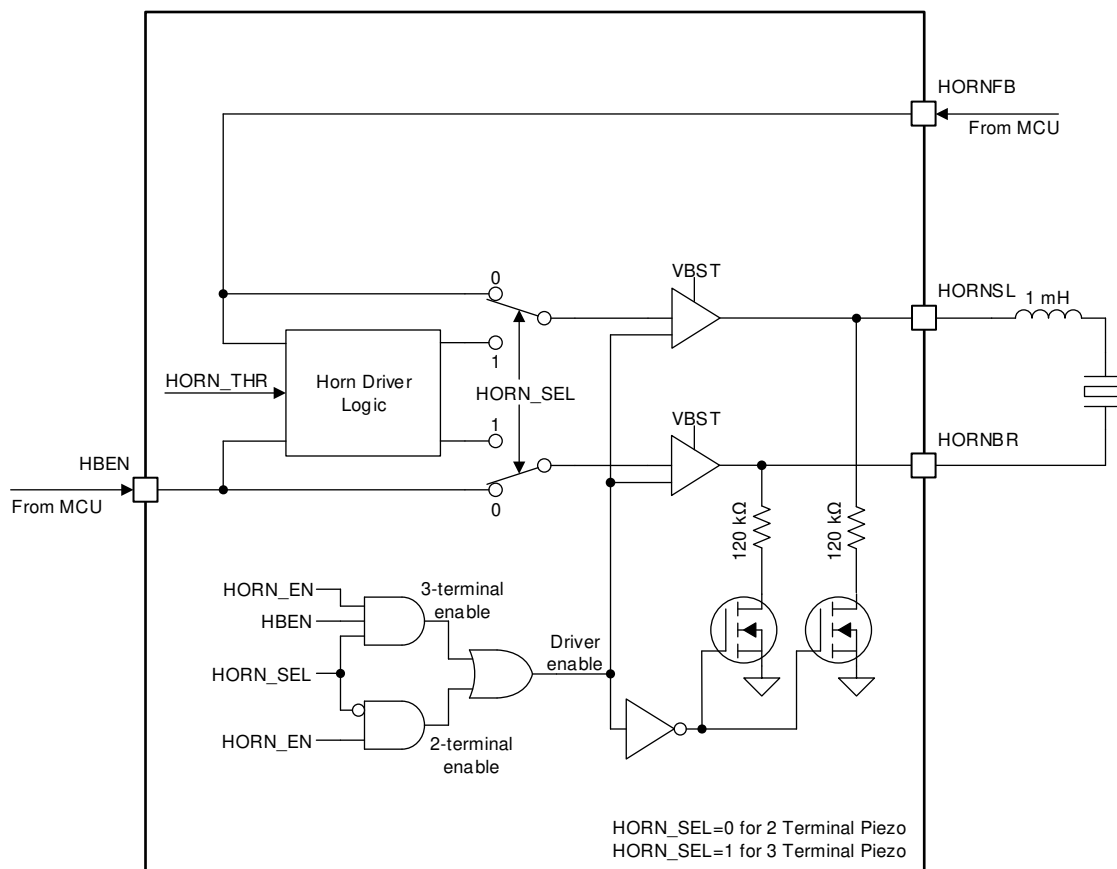 HORNFB
From MCU
0
VBST
HORNSL
1 mH
1
HORN_THR
Horn Driver
Logic
HORN_SEL
1
VBST
HORNBR
HBEN
From MCU
0
120 kΩ
120 kΩ
HORN_EN
3-terminal
enable
HBEN
Driver
enable
HORN_SEL
HORN_EN
2-terminal
enable
HORN_SEL=0 for 2 Terminal Piezo
HORN_SEL=1 for 3 Terminal Piezo